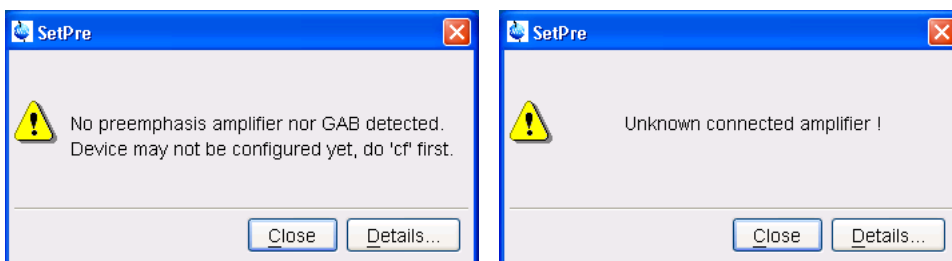 SetPre
No preemphasis amplifier nor GAB detected.
Device may not be configured yet, do 'cf' first.
Close
Details...
SetPre
Unknown connected amplifier !
Close
Details...